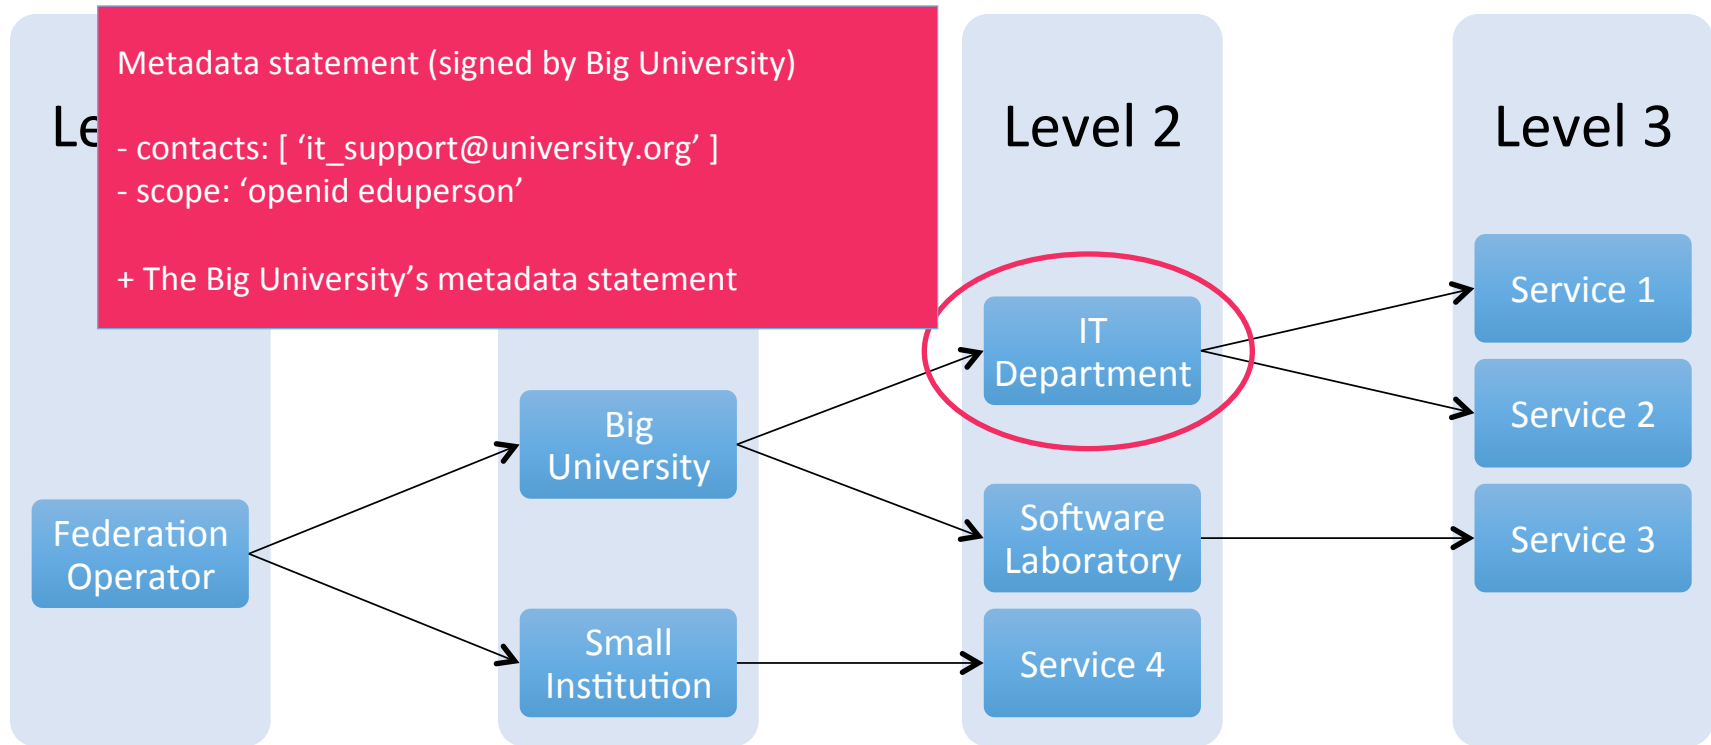 Metadata statement (signed by Big University)
- contacts: [ ‘it_support@university.org’ ]
- scope: ‘openid eduperson’
+ The Big University’s metadata statement
Level 2
Level 3
Federation
Operator
Big
University
Small
Institution
IT
Department
Software
Laboratory
Service 4
Service 1
Service 2
Service 3